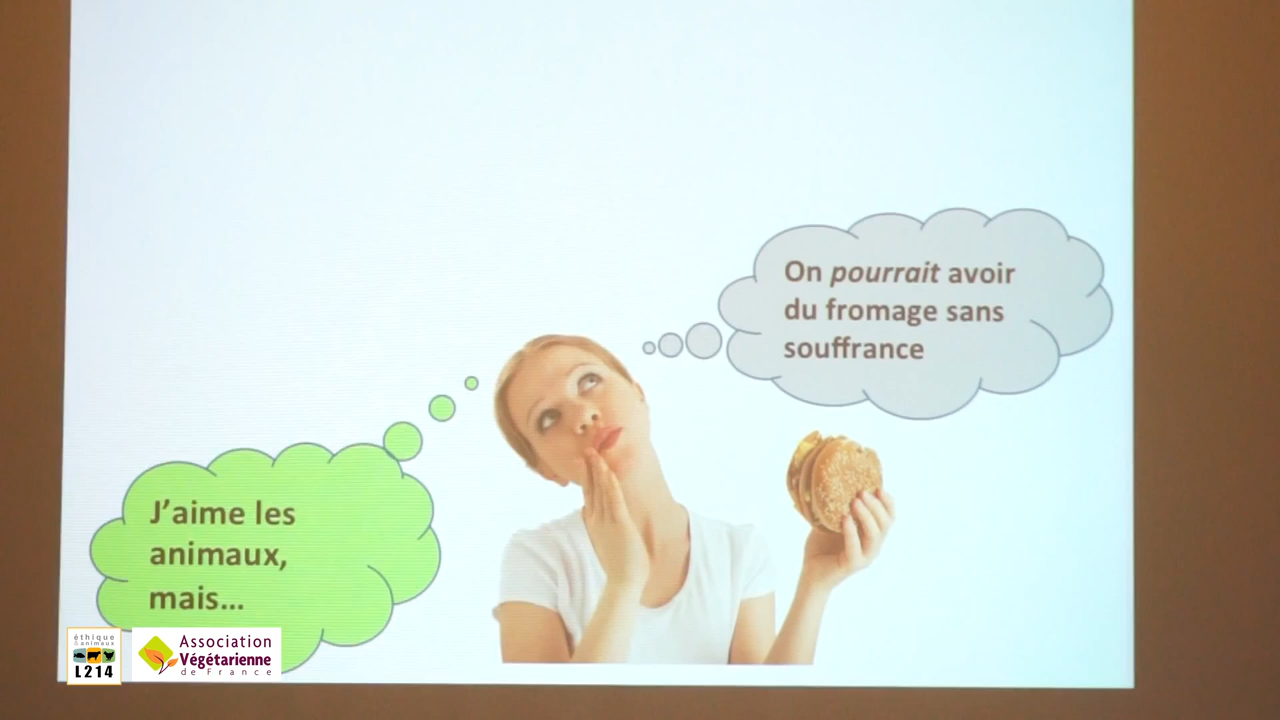 On pourrait avoir
du fromage sans
souffrance
J'aime les
animaux,
mais...
éthique
& animaux
L214
Association
Végétarienne
de France